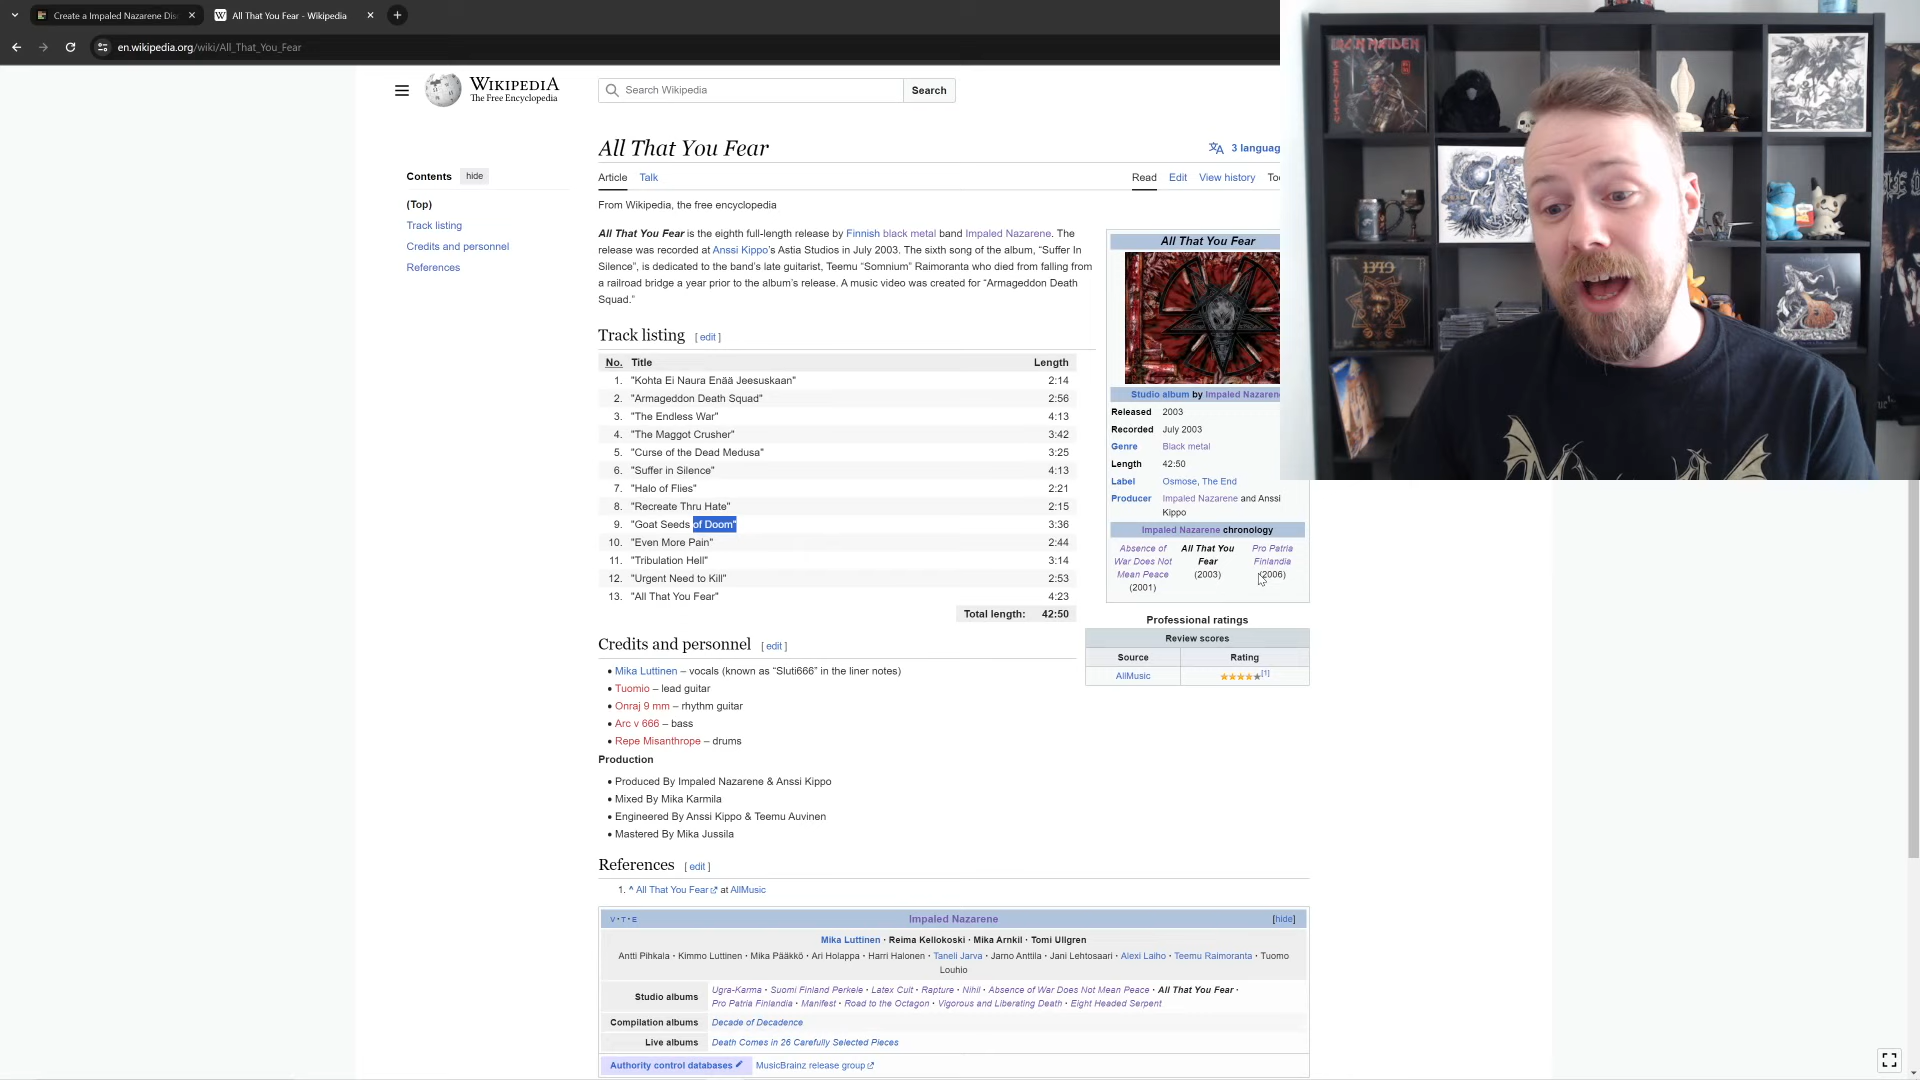 Create a Impaled Nazarene Dis
All That You Fear - Wikipedia
en.wikipedia.org/wiki/All_That_You_Fear
WIKIPEDIA
The Free Encyclopedia
Search Wikipedia
Search
All That You Fear
3 languag
Contents
hide
(Top)
Track listing
Credits and personnel
References
Article Talk
Read Edit View history Too
From Wikipedia, the free encyclopedia
All That You Fear is the eighth full-length release by Finnish black metal band Impaled Nazarene. The
release was recorded at Anssi Kippo's Astia Studios in July 2003. The sixth song of the album, “Suffer In
Silence”, is dedicated to the band’s late guitarist, Teemu “Somnium” Raimoranta who died from falling from
a railroad bridge a year prior to the album’s release. A music video was created for “Armageddon Death
Squad.”
Track listing [ edit ]
No. Title Length
1. "Kohta Ei Naura Enää Jeesuskaan" 2:14
2. "Armageddon Death Squad" 2:56
3. "The Endless War" 4:13
4. "The Maggot Crusher" 3:42
5. "Curse of the Dead Medusa" 3:25
6. "Suffer in Silence" 4:13
7. "Halo of Flies" 2:21
8. "Recreate Thru Hate" 2:15
9. "Goat Seeds of Doom" 3:36
10. "Even More Pain" 2:44
11. "Tribulation Hell" 3:14
12. "Urgent Need to Kill" 2:53
13. "All That You Fear" 4:23
Total length: 42:50
All That You Fear
Studio album by Impaled Nazaren
Released 2003
Recorded July 2003
Genre Black metal
Length 42:50
Label Osmose, The End
Producer Impaled Nazarene and Anssi
Kippo
Impaled Nazarene chronology
Absence of
War Does Not
Mean Peace
(2001)
All That You
Fear
(2003)
Pro Patria
Finlandia
(2006)
Professional ratings
Review scores
Source Rating
AllMusic ★★★★★[1]
Credits and personnel [ edit ]
• Mika Luttinen – vocals (known as “Sluti666” in the liner notes)
• Tuomio – lead guitar
• Onraj 9 mm – rhythm guitar
• Arc v 666 – bass
• Repe Misanthrope – drums
Production
• Produced By Impaled Nazarene & Anssi Kippo
• Mixed By Mika Karmila
• Engineered By Anssi Kippo & Teemu Auvinen
• Mastered By Mika Jussila
References [ edit ]
1. ^ All That You Fear at AllMusic
V · T · E Impaled Nazarene [hide]
Mika Luttinen · Reima Kellokoski · Mika Arnkil · Tomi Ullgren
Antti Pihkala · Kimmo Luttinen · Mika Pääkkö · Ari Holappa · Harri Halonen · Taneli Jarva · Jarno Anttila · Jani Lehtosaari · Alexi Laiho · Teemu Raimoranta · Tuomo
Louhio
Studio albums
Ugra-Karma · Suomi Finland Perkele · Latex Cult · Rapture · Nihil · Absence of War Does Not Mean Peace · All That You Fear ·
Pro Patria Finlandia · Manifest · Road to the Octagon · Vigorous and Liberating Death · Eight Headed Serpent
Compilation albums Decade of Decadence
Live albums Death Comes in 26 Carefully Selected Pieces
Authority control databases MusicBrainz release group
IRON MAIDEN
SENJUTSU
1349